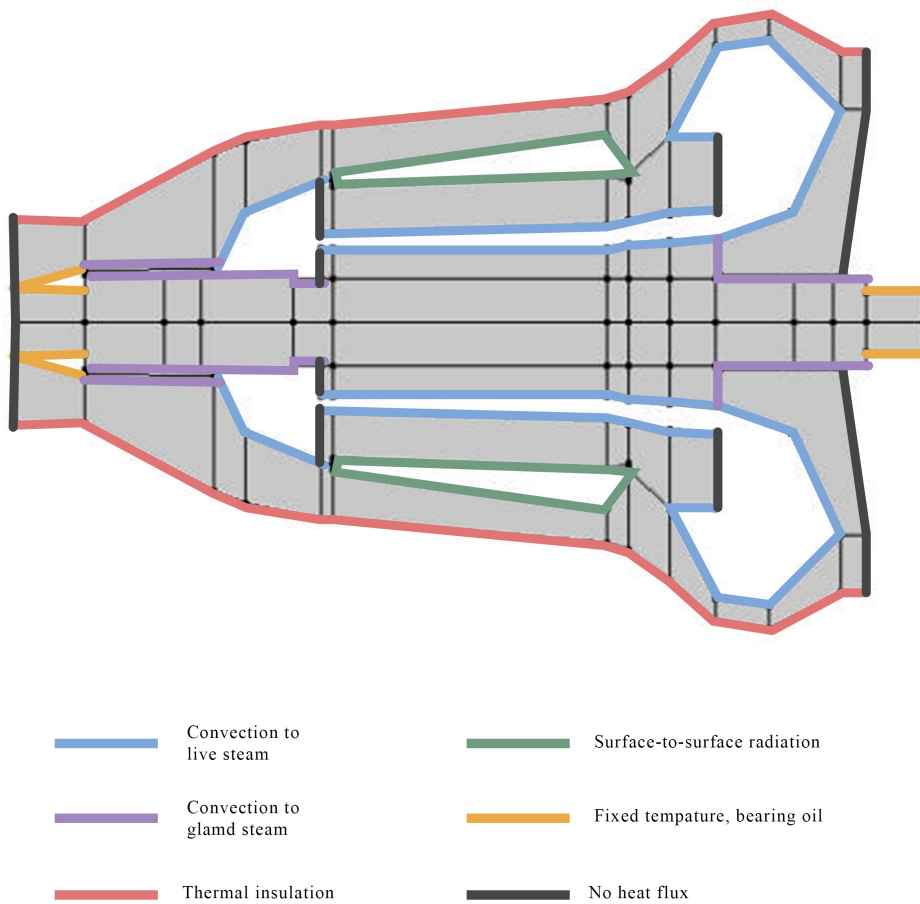 Convection to
live steam
Surface-to-surface radiation
Convection to
glamd steam
Fixed tempature, bearing oil
Thermal insulation
No heat flux